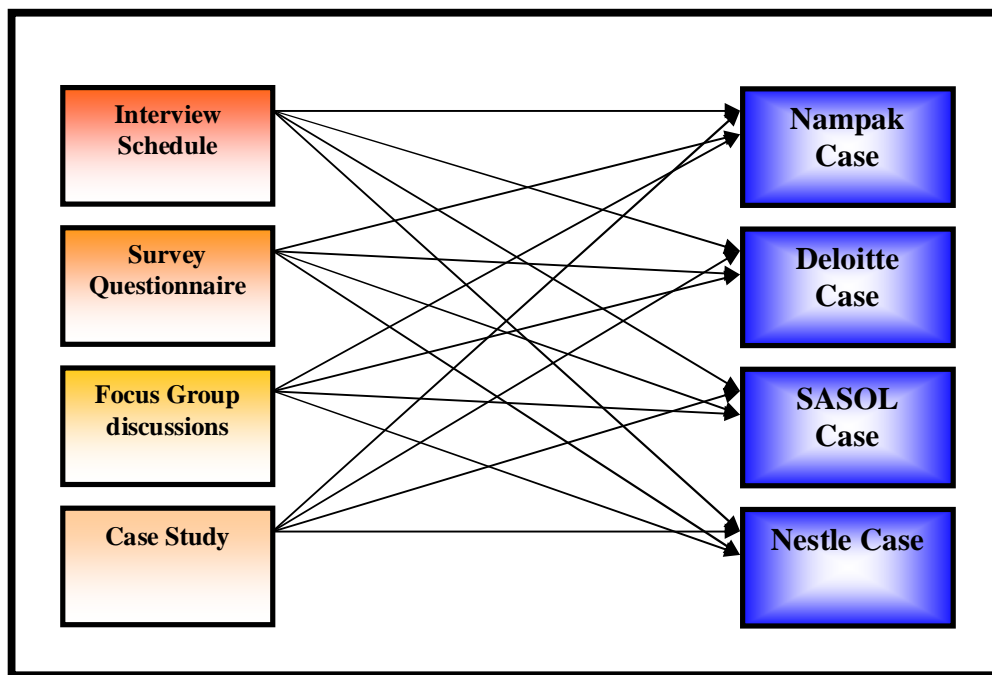 Interview
Schedule
Survey
Questionnaire
Focus Group
discussions
Case Study
Nampak
Case
Deloitte
Case
SASOL
Case
Nestle Case